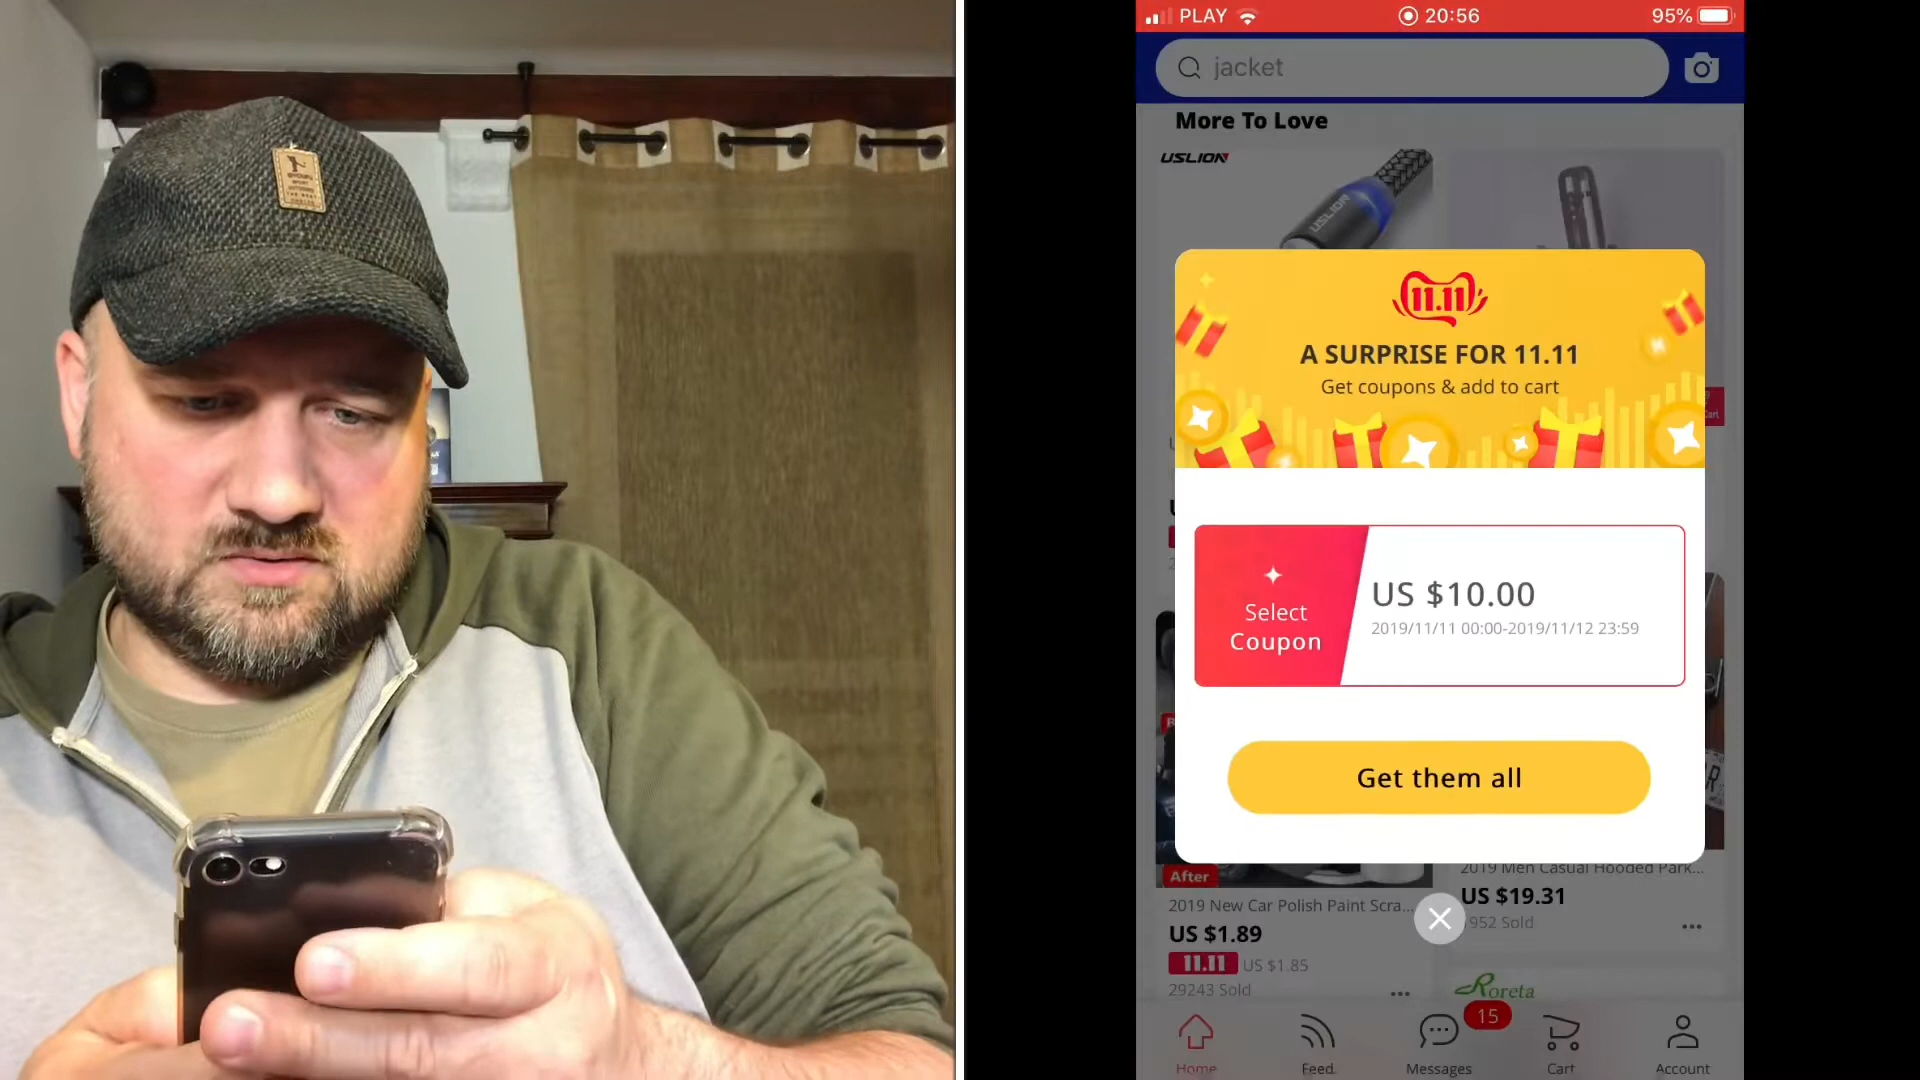 PLAY
20:56
95%
jacket
More To Love
USLION
USLION
11.11
A SURPRISE FOR 11.11
Get coupons & add to cart
Select
Coupon
US $10.00
2019/11/11 00:00-2019/11/12 23:59
Get them all
After
2019 New Car Polish Paint Scra...
US $1.89
11.11 US $1.85
29243 Sold
2019 Men Casual Hooded Park...
US $19.31
952 Sold
Roreta
15
Home
Feed
Messages
Cart
Account